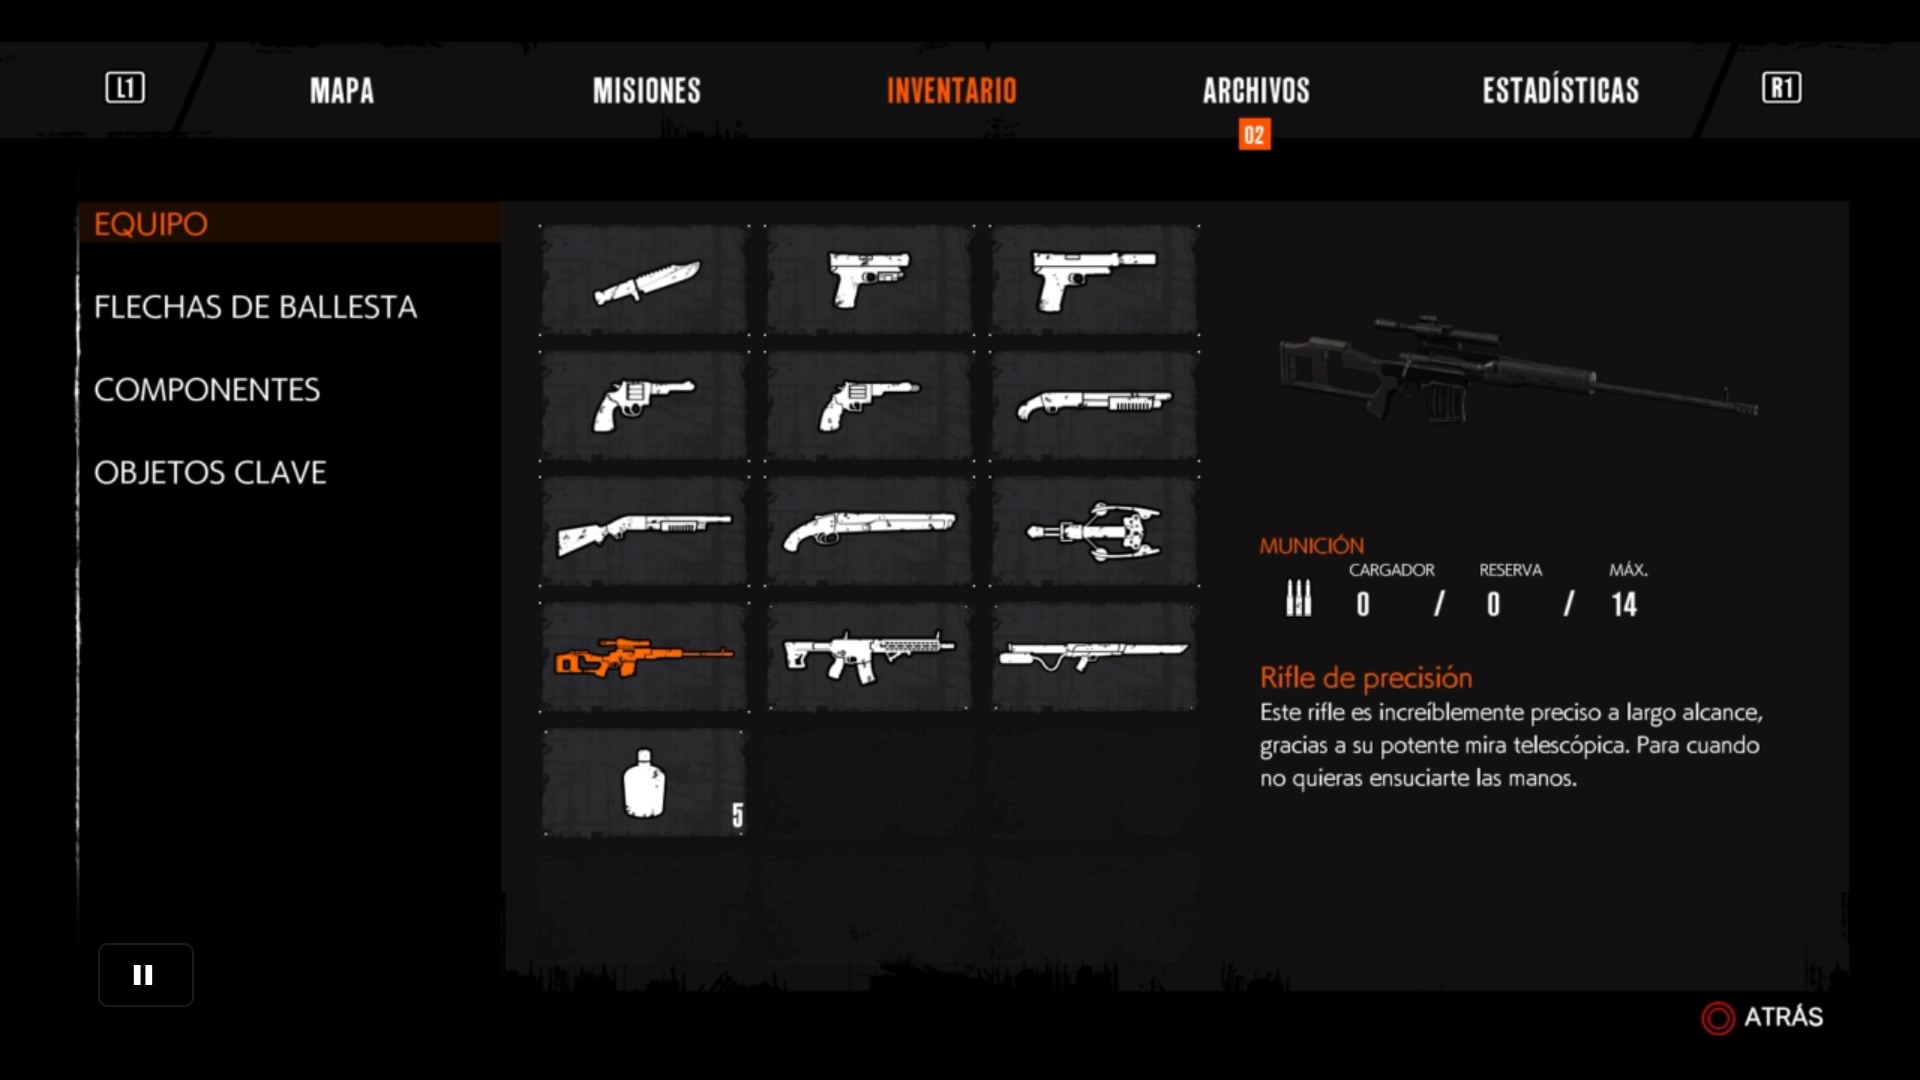 L1
MAPA
MISIONES
INVENTARIO
ARCHIVOS
ESTADÍSTICAS
R1
02
EQUIPO
FLECHAS DE BALLESTA
COMPONENTES
OBJETOS CLAVE
5
MUNICIÓN
CARGADOR RESERVA MÁX.
0 / 0 / 14
Rifle de precisión
Este rifle es increíblemente preciso a largo alcance,
gracias a su potente mira telescópica. Para cuando
no quieras ensuciarte las manos.
ATRÁS